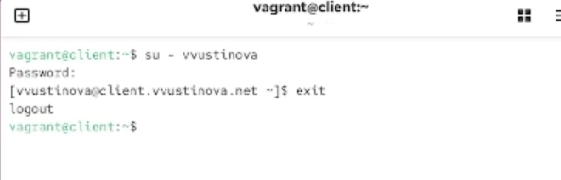 vagrant@client:~
~
vagrant@client:~$ su - vvustinova
Password:
[vvustinova@client.vvustinova.net ~]$ exit
logout
vagrant@client:~$